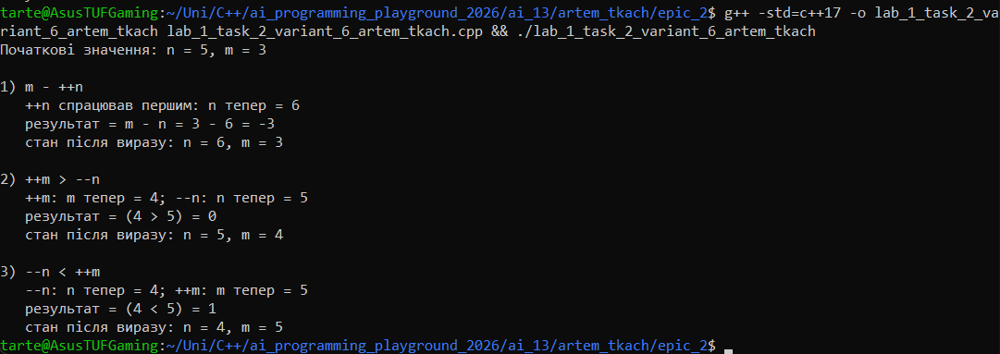 tarte@AsusTUFGaming:~/Uni/C++/ai_programming_playground_2026/ai_13/artem_tkach/epic_2$ g++ -std=c++17 -o lab_1_task_2_va
riant_6_artem_tkach lab_1_task_2_variant_6_artem_tkach.cpp && ./lab_1_task_2_variant_6_artem_tkach
Початкові значення: n = 5, m = 3
1) m - ++n
++n спрацював першим: n тепер = 6
результат = m - n = 3 - 6 = -3
стан після виразу: n = 6, m = 3
2) ++m > --n
++m: m тепер = 4; --n: n тепер = 5
результат = (4 > 5) = 0
стан після виразу: n = 5, m = 4
3) --n < ++m
--n: n тепер = 4; ++m: m тепер = 5
результат = (4 < 5) = 1
стан після виразу: n = 4, m = 5
tarte@AsusTUFGaming:~/Uni/C++/ai_programming_playground_2026/ai_13/artem_tkach/epic_2$